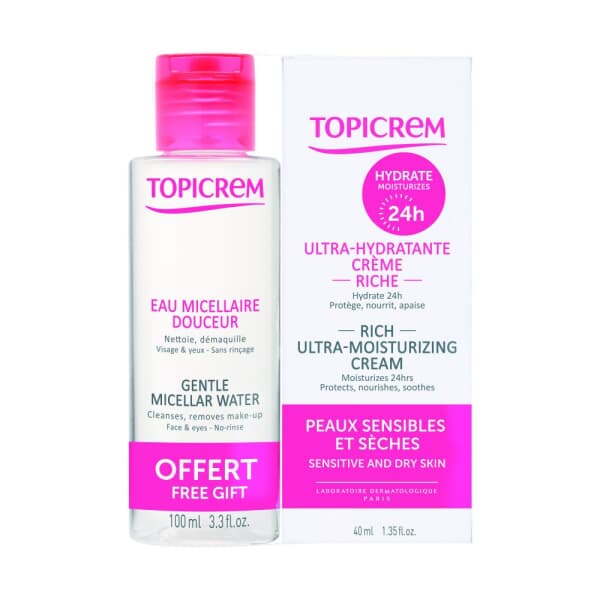 TOPICREM
EAU MICELLAIRE
DOUCEUR
Nettoie, démaquille
Visage & yeux - Sans rinçage
GENTLE
MICELLAR WATER
Cleanses, removes make-up
Face & eyes - No-rinse
OFFERT
FREE GIFT
100 ml 3.3 fl.oz.
TOPICREM
HYDRATE
MOISTURIZES
24h
ULTRA-HYDRATANTE
CRÈME
RICHE
Hydrate 24h
Protège, nourrit, apaise
RICH
ULTRA-MOISTURIZING
CREAM
Moisturizes 24hrs
Protects, nourishes, soothes
PEAUX SENSIBLES
ET SÈCHES
SENSITIVE AND DRY SKIN
LABORATOIRE DERMATOLOGIQUE
PARIS
40 ml 1.35 fl.oz.